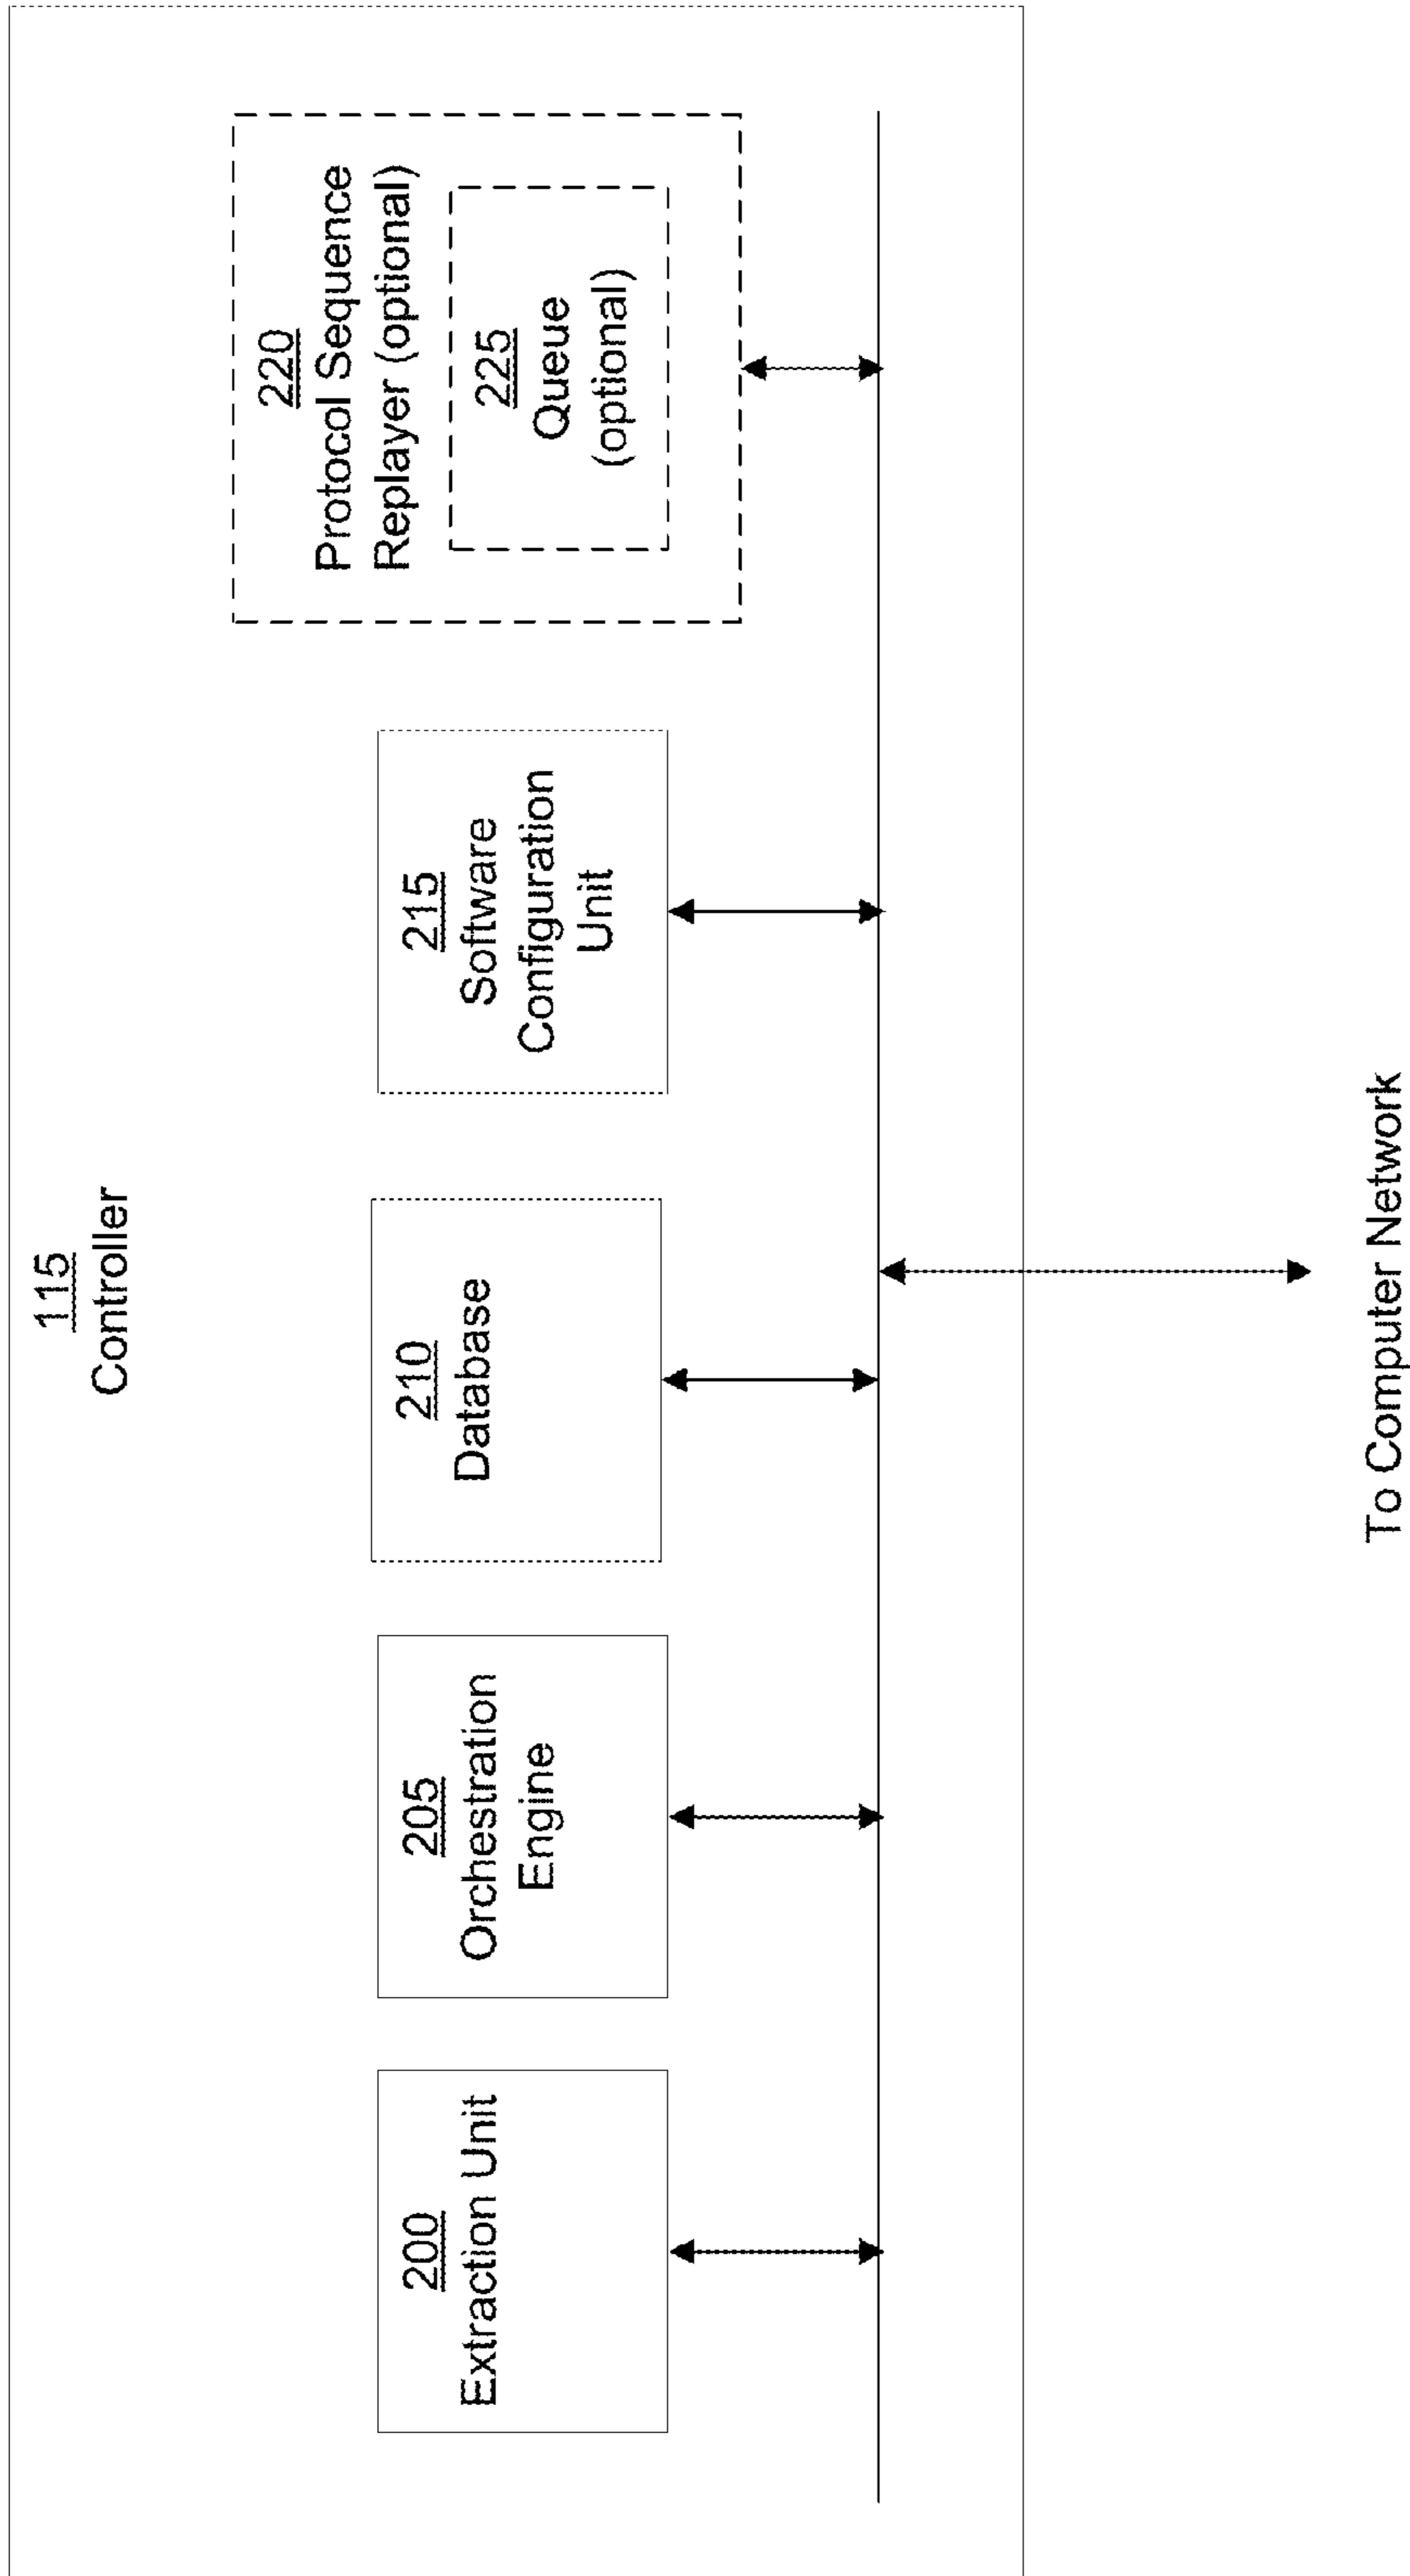 115
Controller
200
Extraction Unit
205
Orchestration
Engine
210
Database
215
Software
Configuration
Unit
220
Protocol Sequence
Replayer (optional)
225
Queue
(optional)
To Computer Network